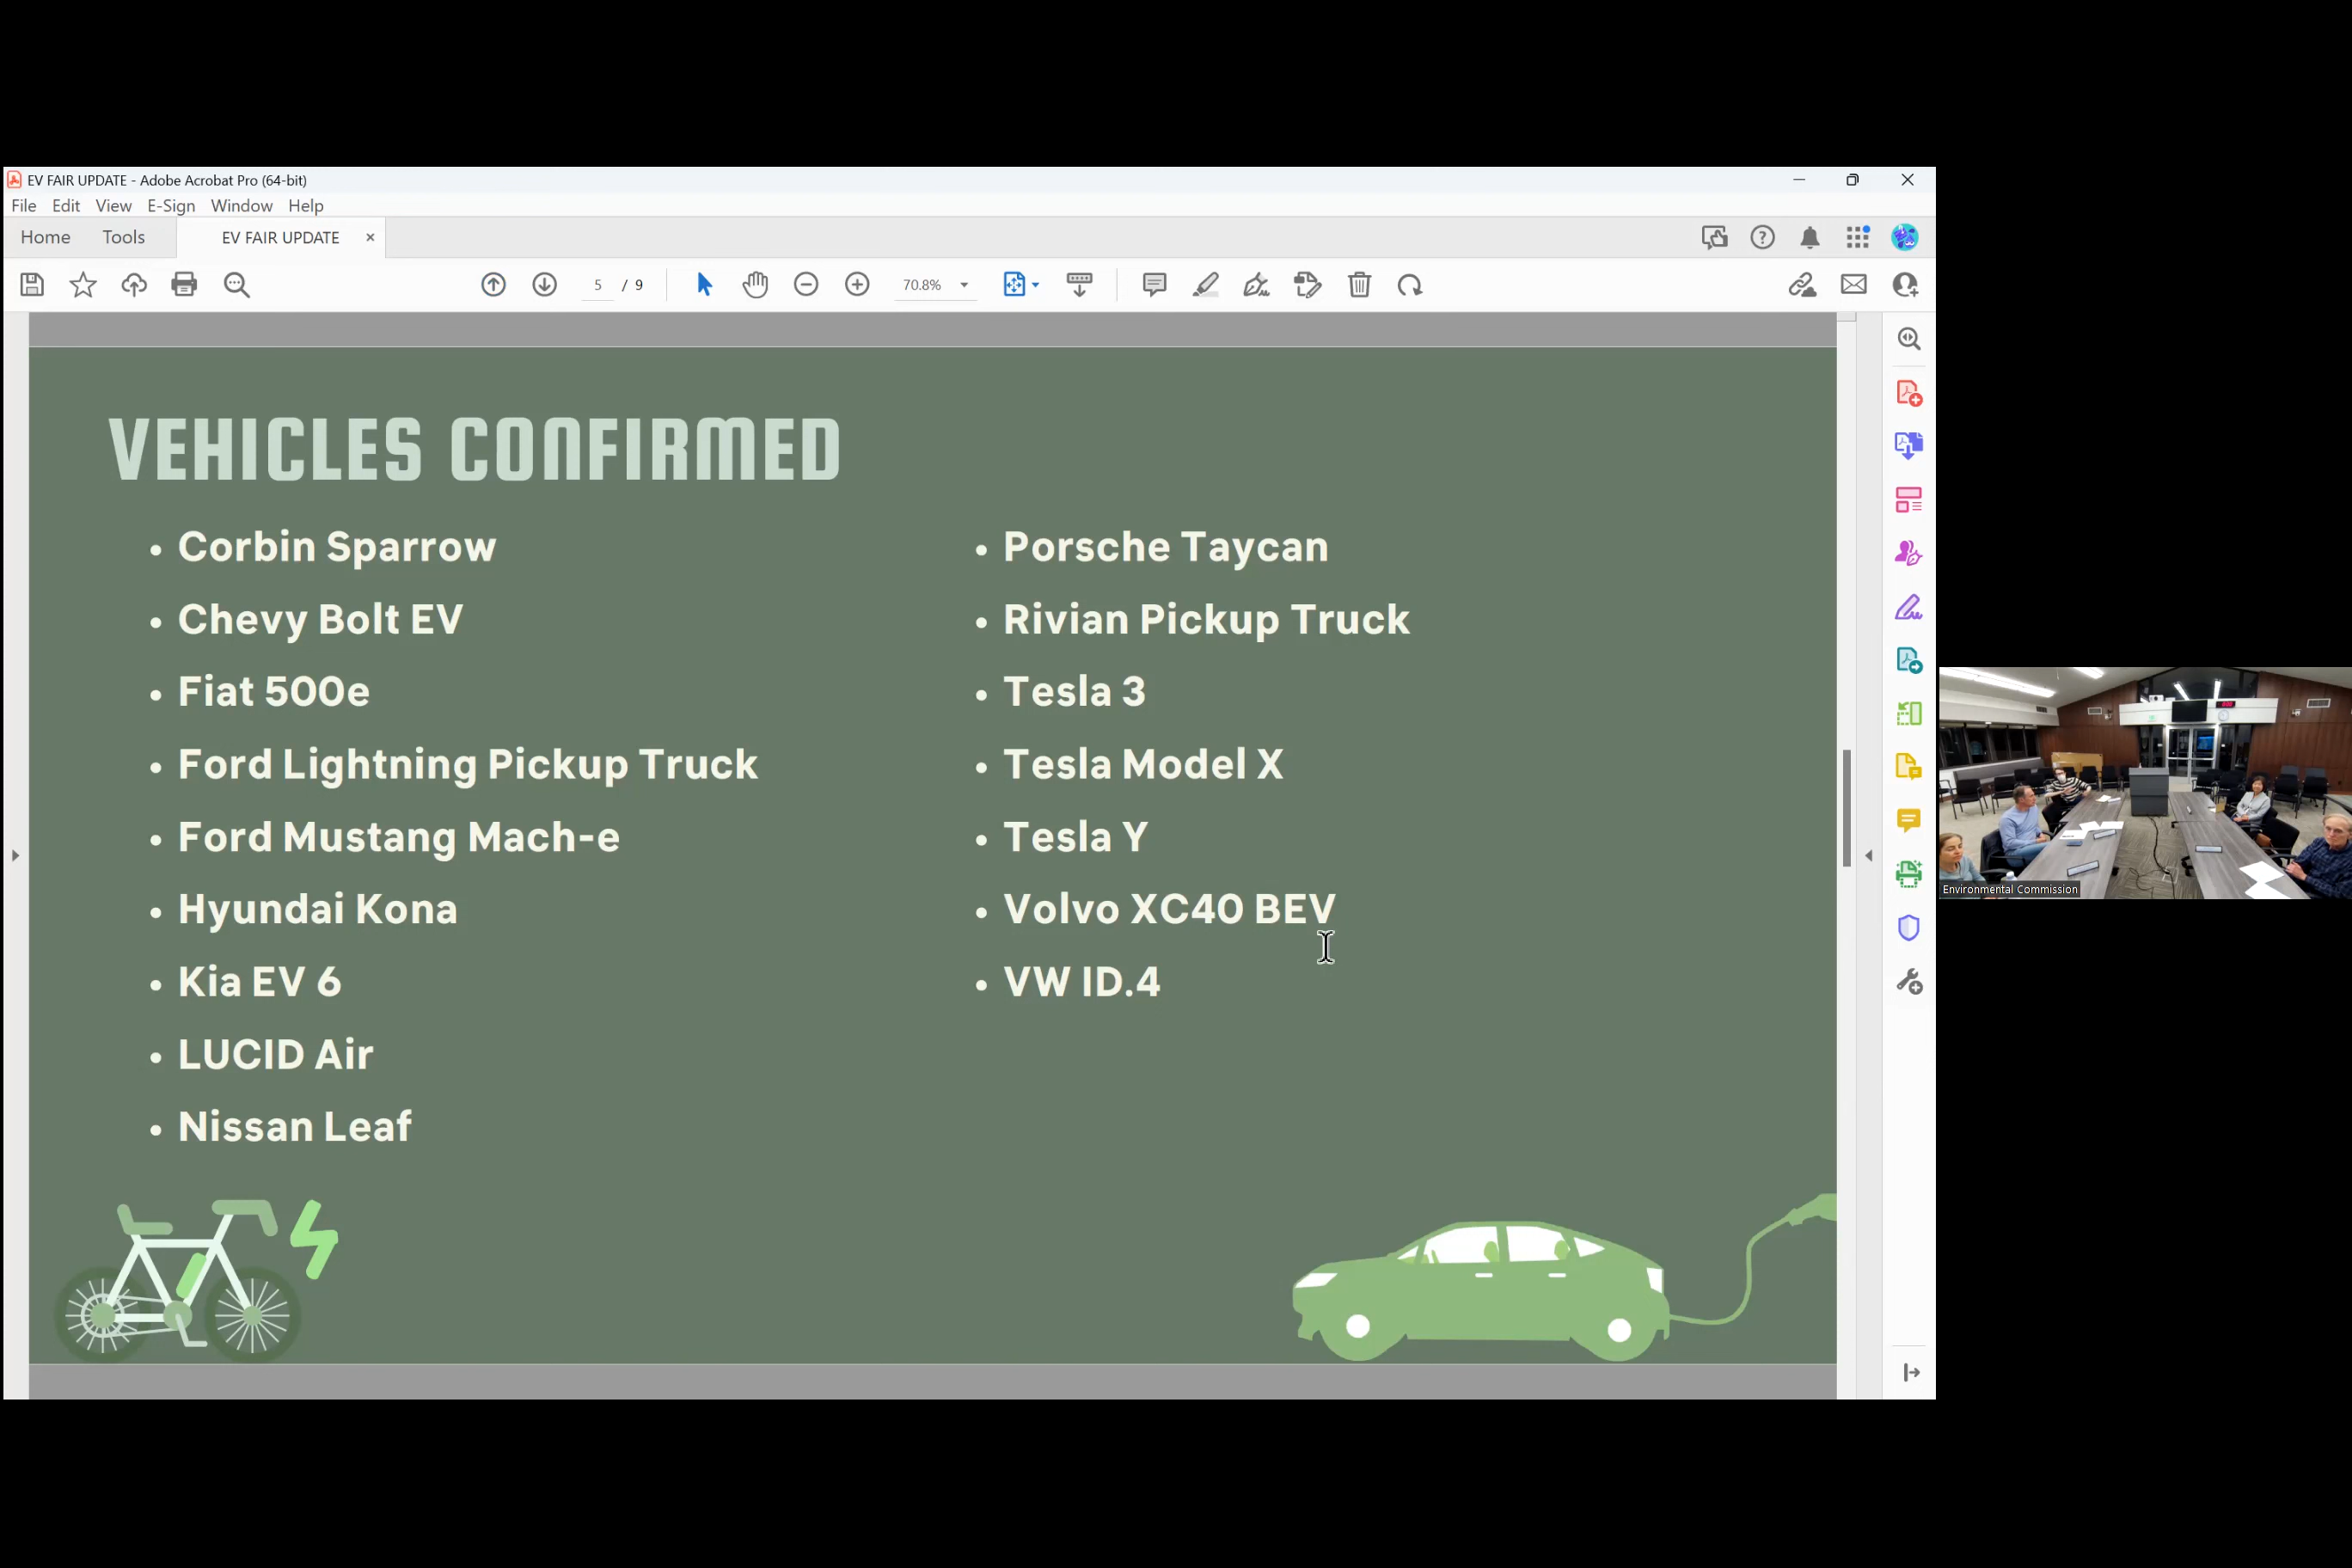 EV FAIR UPDATE - Adobe Acrobat Pro (64-bit)
File Edit View E-Sign Window Help
Home Tools EV FAIR UPDATE
5 / 9 70.8%
VEHICLES CONFIRMED
• Corbin Sparrow
• Chevy Bolt EV
• Fiat 500e
• Ford Lightning Pickup Truck
• Ford Mustang Mach-e
• Hyundai Kona
• Kia EV 6
• LUCID Air
• Nissan Leaf
• Porsche Taycan
• Rivian Pickup Truck
• Tesla 3
• Tesla Model X
• Tesla Y
• Volvo XC40 BEV
• VW ID.4
Environmental Commission